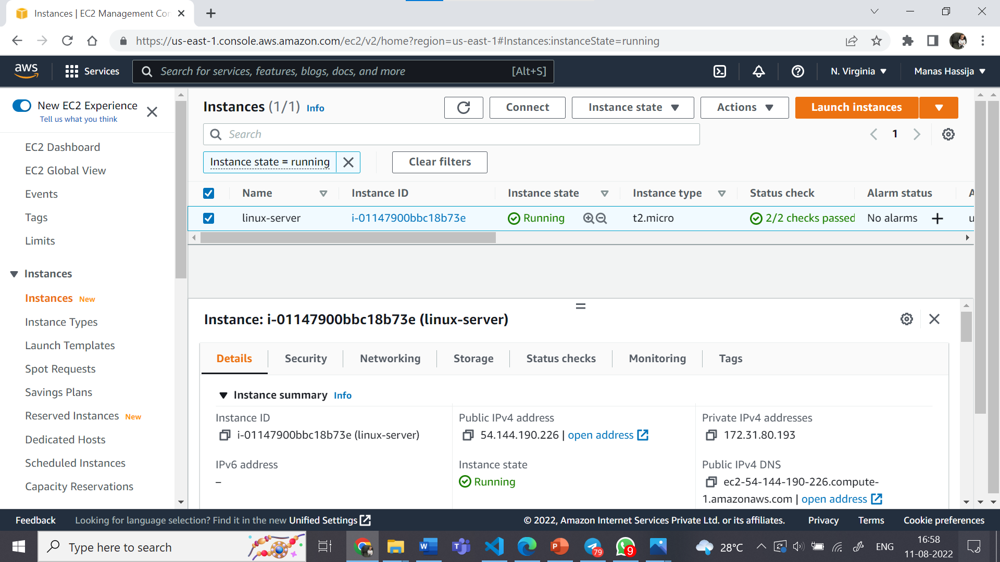 Instances | EC2 Management Con
https://us-east-1.console.aws.amazon.com/ec2/v2/home?region=us-east-1#Instances:instanceState=running
aws
Services
Search for services, features, blogs, docs, and more
[Alt+S]
N. Virginia
Manas Hassija
New EC2 Experience
Tell us what you think
EC2 Dashboard
EC2 Global View
Events
Tags
Limits
Instances
Instances New
Instance Types
Launch Templates
Spot Requests
Savings Plans
Reserved Instances New
Dedicated Hosts
Scheduled Instances
Capacity Reservations
Instances (1/1) Info
Connect
Instance state
Actions
Launch instances
Search
1
Instance state = running
Clear filters
Name
Instance ID
Instance state
Instance type
Status check
Alarm status
linux-server
i-01147900bbc18b73e
Running
t2.micro
2/2 checks passed
No alarms
Instance: i-01147900bbc18b73e (linux-server)
Details
Security
Networking
Storage
Status checks
Monitoring
Tags
Instance summary Info
Instance ID
i-01147900bbc18b73e (linux-server)
Public IPv4 address
54.144.190.226 | open address
Private IPv4 addresses
172.31.80.193
IPv6 address
–
Instance state
Running
Public IPv4 DNS
ec2-54-144-190-226.compute-
1.amazonaws.com | open address
Feedback
Looking for language selection? Find it in the new Unified Settings
© 2022, Amazon Internet Services Private Ltd. or its affiliates.
Privacy
Terms
Cookie preferences
Type here to search
79
9
28°C
ENG
16:58
11-08-2022